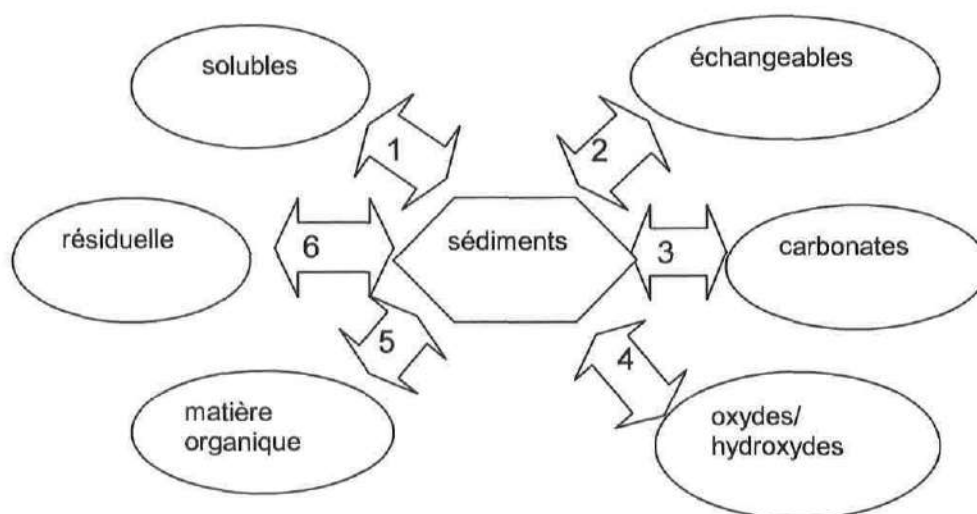 solubles
échangeables
1
2
résiduelle
6
sédiments
3
carbonates
5
4
matière
organique
oxydes/
hydroxydes